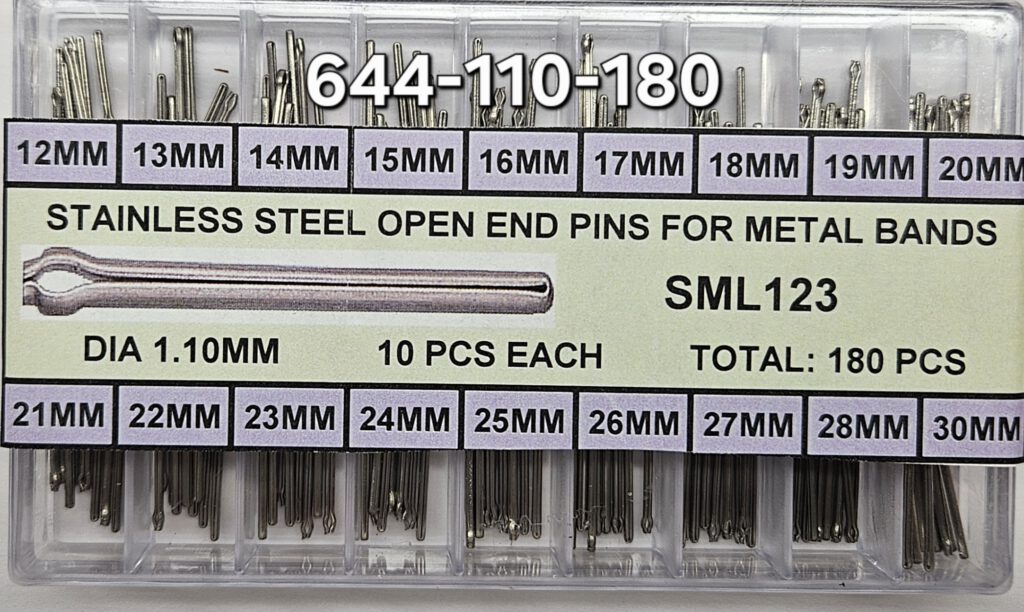 644-110-180
12MM 13MM 14MM 15MM 16MM 17MM 18MM 19MM 20MM
STAINLESS STEEL OPEN END PINS FOR METAL BANDS
SML123
DIA 1.10MM 10 PCS EACH TOTAL: 180 PCS
21MM 22MM 23MM 24MM 25MM 26MM 27MM 28MM 30MM